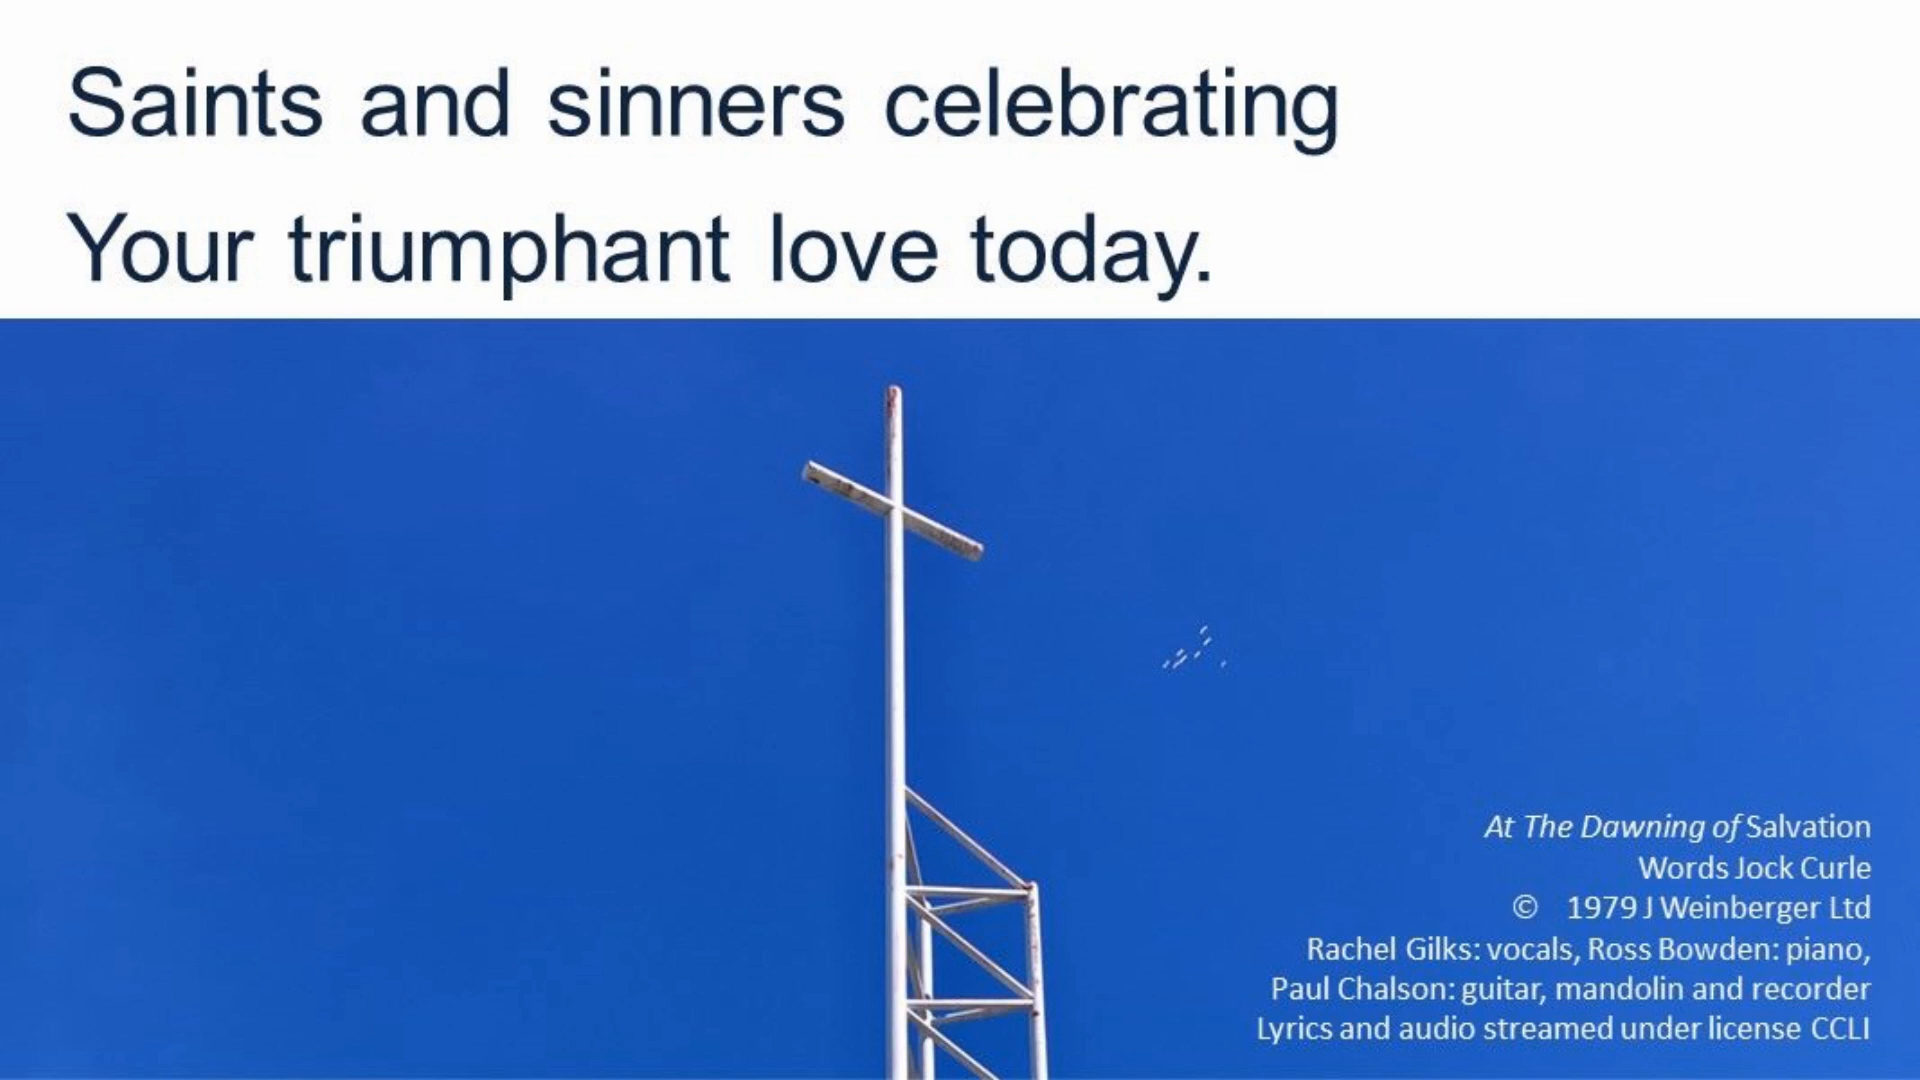 Saints and sinners celebrating
Your triumphant love today.
At The Dawning of Salvation
Words Jock Curle
© 1979 J Weinberger Ltd
Rachel Gilks: vocals, Ross Bowden: piano,
Paul Chalson: guitar, mandolin and recorder
Lyrics and audio streamed under license CCLI